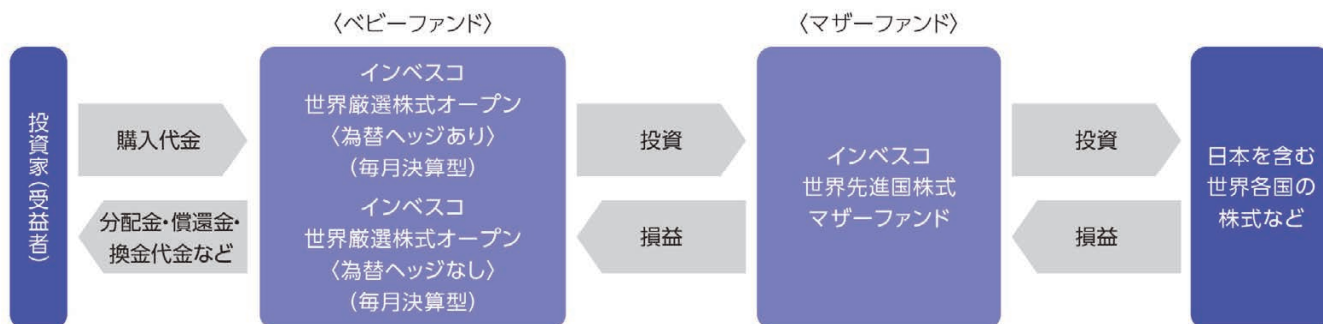 〈ベビーファンド〉
〈マザーファンド〉
投資家(受益者)
購入代金
分配金・償還金・
換金代金など
インベスコ
世界厳選株式オープン
〈為替ヘッジあり〉
(毎月決算型)
インベスコ
世界厳選株式オープン
〈為替ヘッジなし〉
(毎月決算型)
投資
損益
インベスコ
世界先進国株式
マザーファンド
投資
損益
日本を含む
世界各国の
株式など